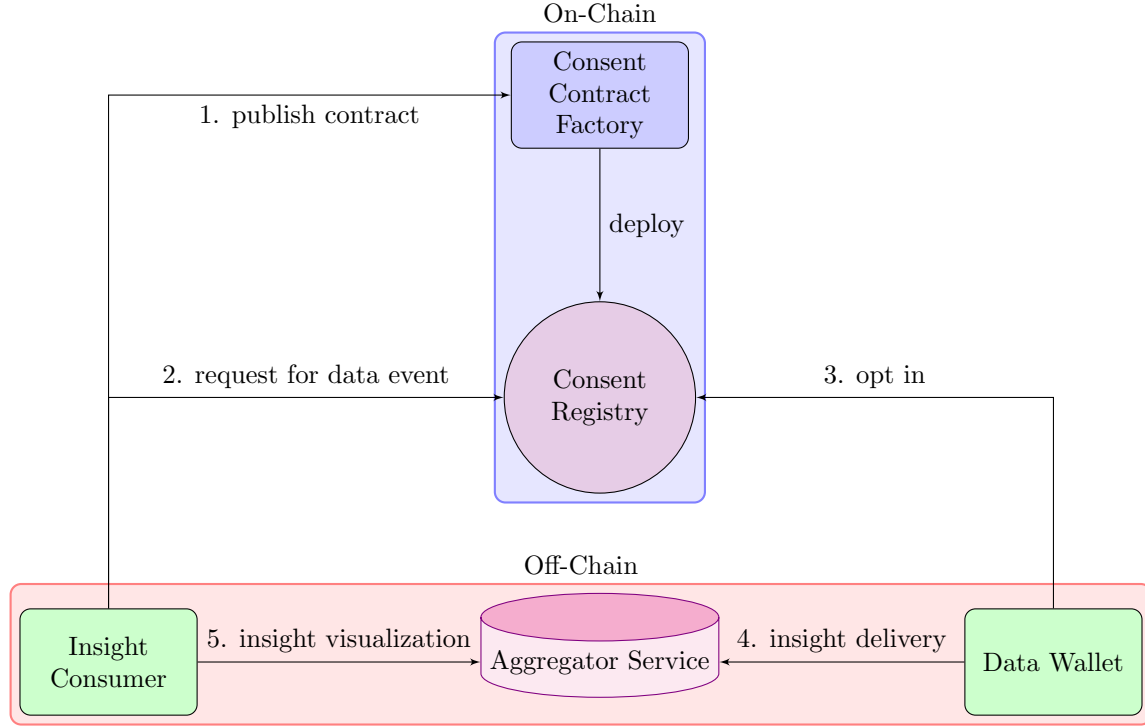 On-Chain
Consent
Contract
Factory
1. publish contract
deploy
2. request for data event
Consent
Registry
3. opt in
Off-Chain
Insight
Consumer
5. insight visualization
Aggregator Service
4. insight delivery
Data Wallet